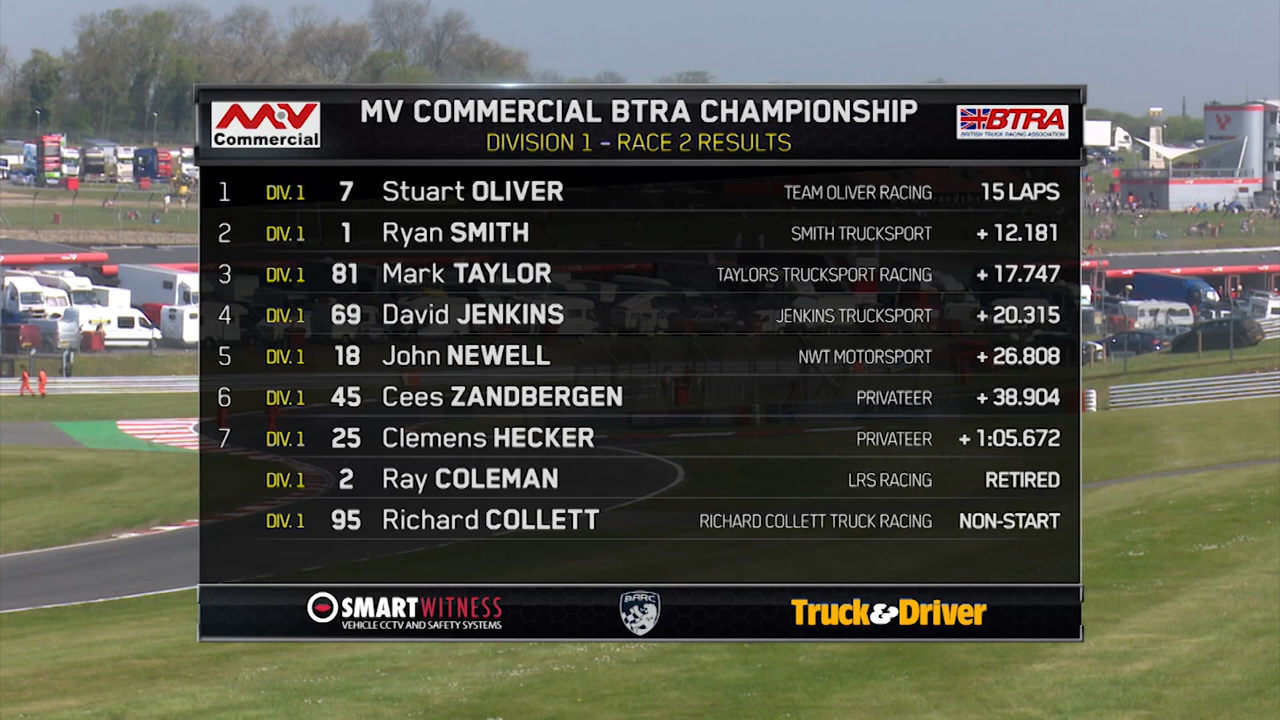 MV COMMERCIAL BTRA CHAMPIONSHIP
DIVISION 1 - RACE 2 RESULTS
MV
Commercial
BTRA
BRITISH TRUCK RACING ASSOCIATION
1 DIV. 1 7 Stuart OLIVER TEAM OLIVER RACING 15 LAPS
2 DIV. 1 1 Ryan SMITH SMITH TRUCKSPORT + 12.181
3 DIV. 1 81 Mark TAYLOR TAYLORS TRUCKSPORT RACING + 17.747
4 DIV. 1 69 David JENKINS JENKINS TRUCKSPORT + 20.315
5 DIV. 1 18 John NEWELL NWT MOTORSPORT + 26.808
6 DIV. 1 45 Cees ZANDBERGEN PRIVATEER + 38.904
7 DIV. 1 25 Clemens HECKER PRIVATEER + 1:05.672
DIV. 1 2 Ray COLEMAN LRS RACING RETIRED
DIV. 1 95 Richard COLLETT RICHARD COLLETT TRUCK RACING NON-START
SMARTWITNESS
VEHICLE CCTV AND SAFETY SYSTEMS
BARC
Truck&Driver